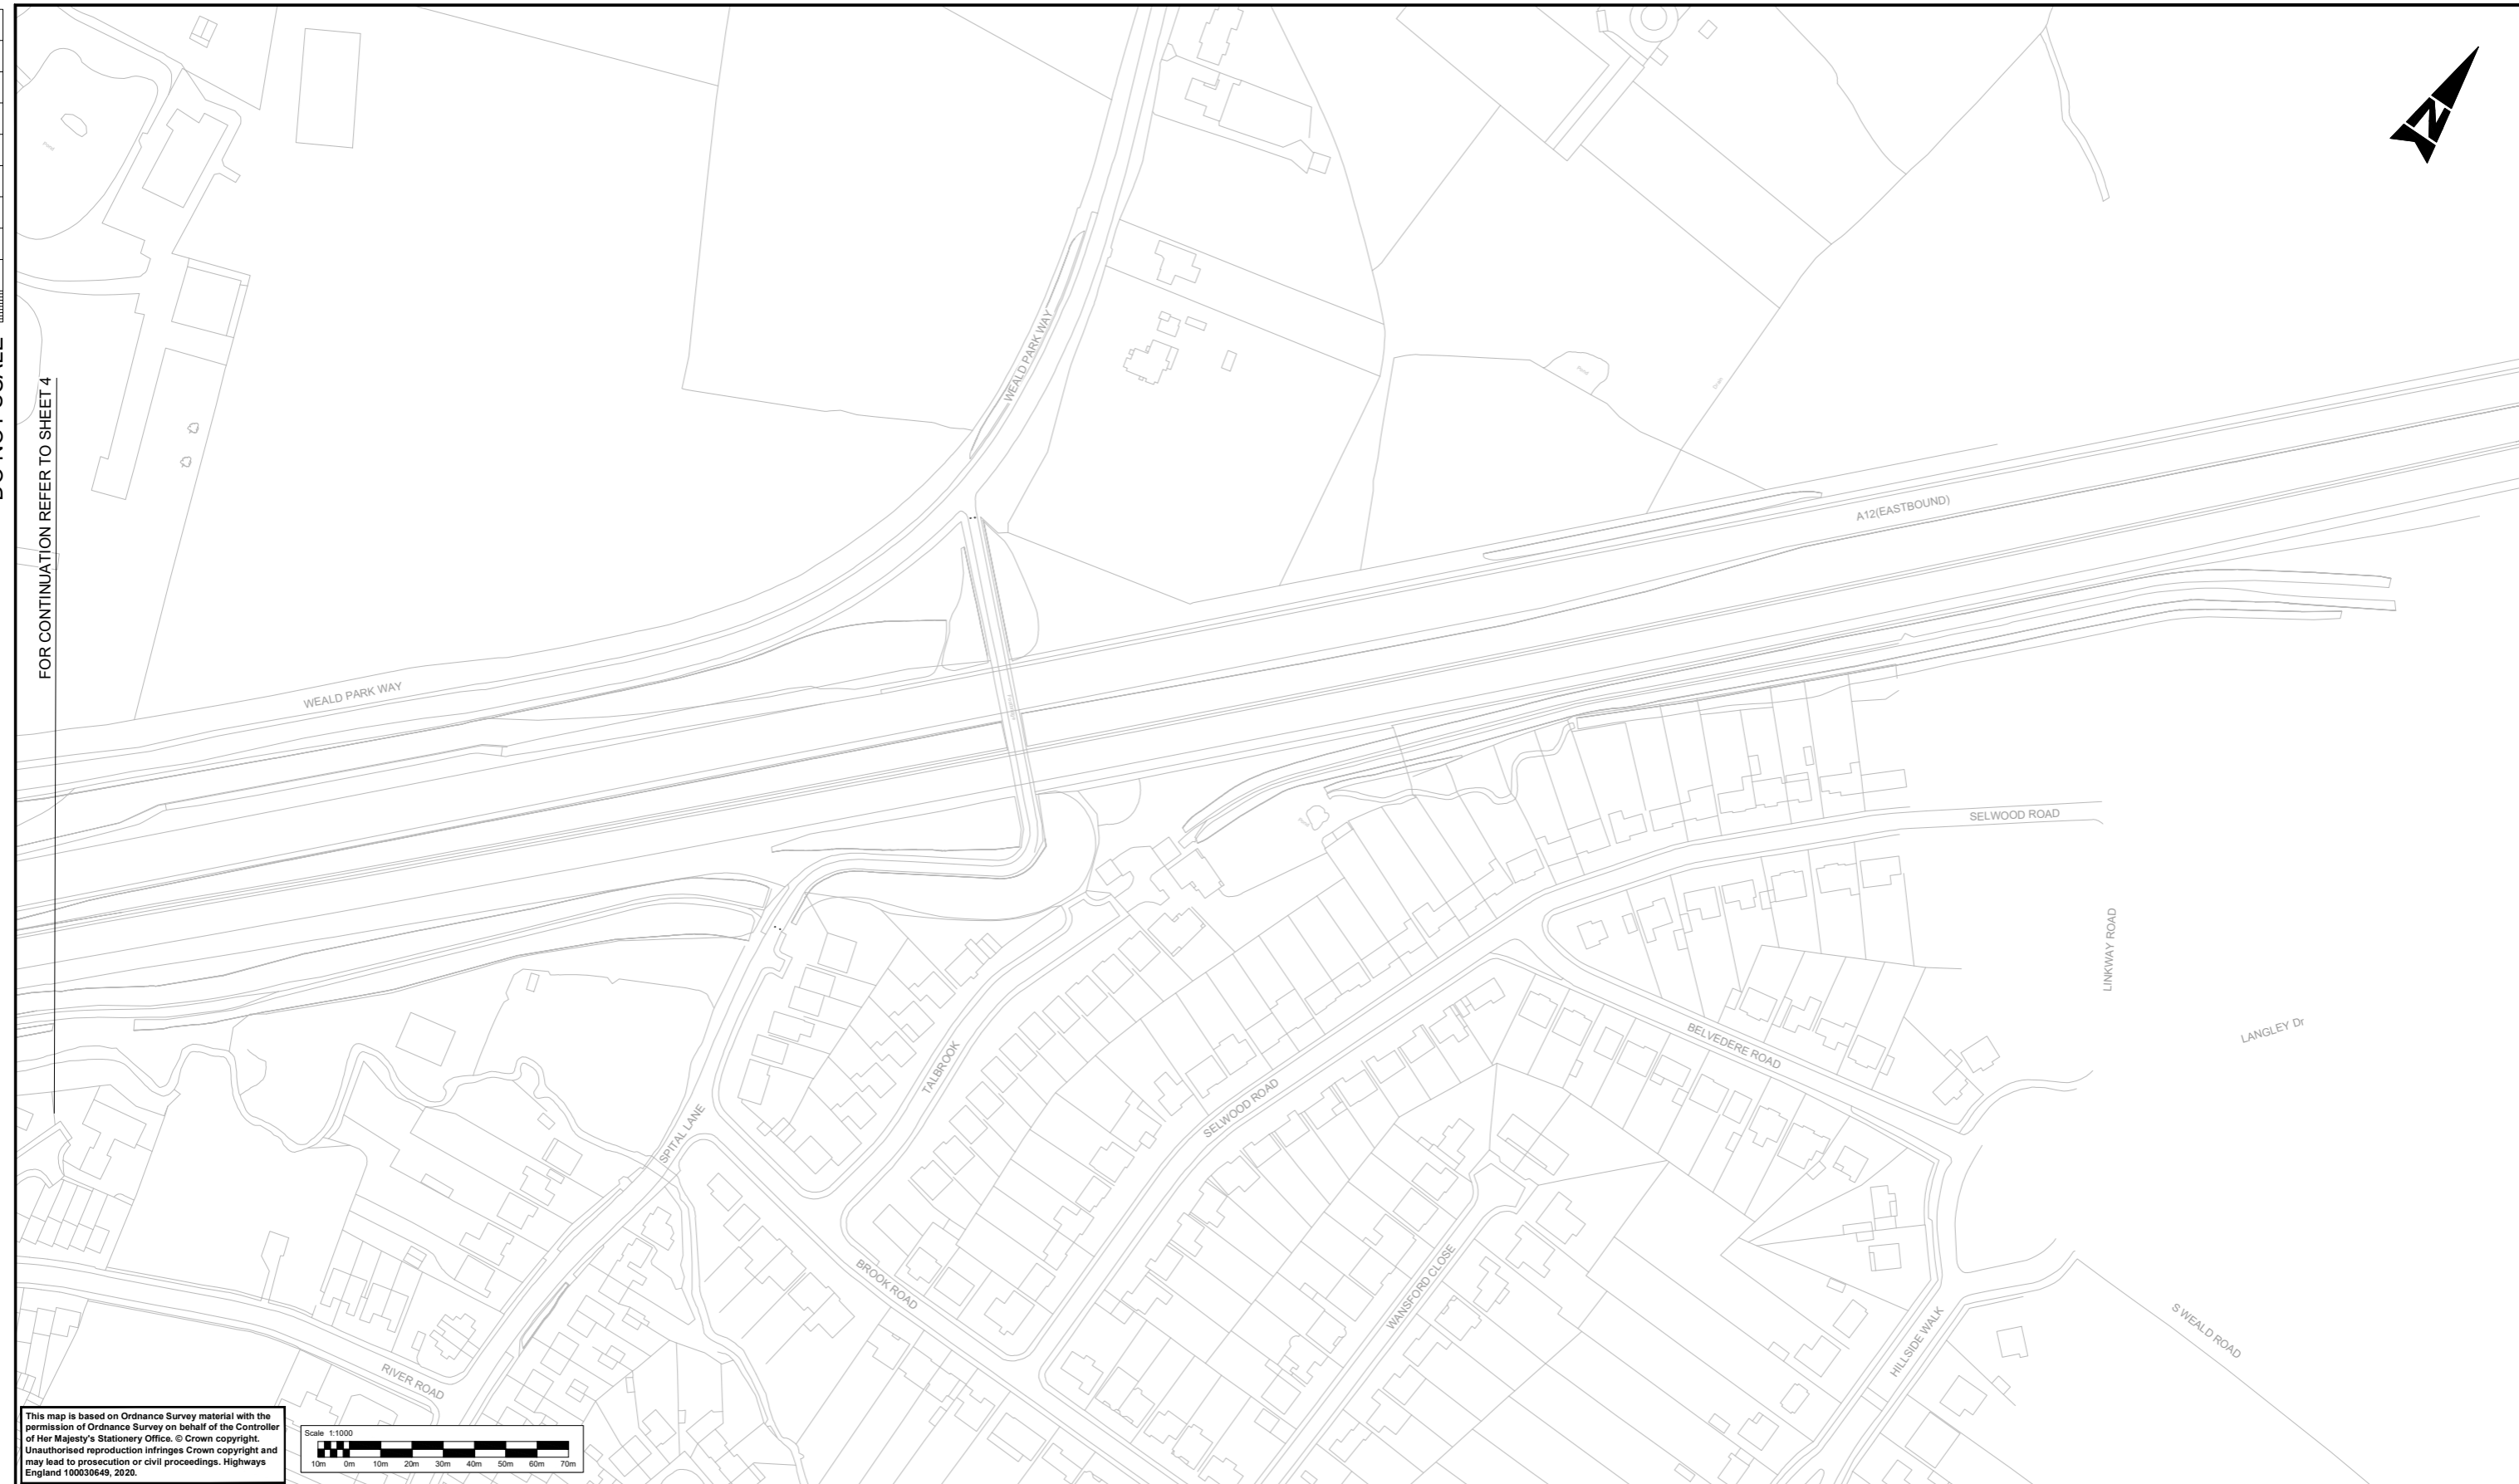 Pond
N
DO NOT SCALE
FOR CONTINUATION REFER TO SHEET 4
WEALD PARK WAY
Pond
Drain
A12(EASTBOUND)
WEALD PARK WAY
Pond
SELWOOD ROAD
LINKWAY ROAD
LANGLEY Dr
BELVEDERE ROAD
TALBROOK
SELWOOD ROAD
SPITAL LANE
BROOK ROAD
WANSFORD CLOSE
HILLSIDE WALK
S WEALD ROAD
RIVER ROAD
This map is based on Ordnance Survey material with the
permission of Ordnance Survey on behalf of the Controller
of Her Majesty's Stationery Office. © Crown copyright.
Unauthorised reproduction infringes Crown copyright and
may lead to prosecution or civil proceedings. Highways
England 100030649, 2020.
Scale 1:1000
10m 0m 10m 20m 30m 40m 50m 60m 70m